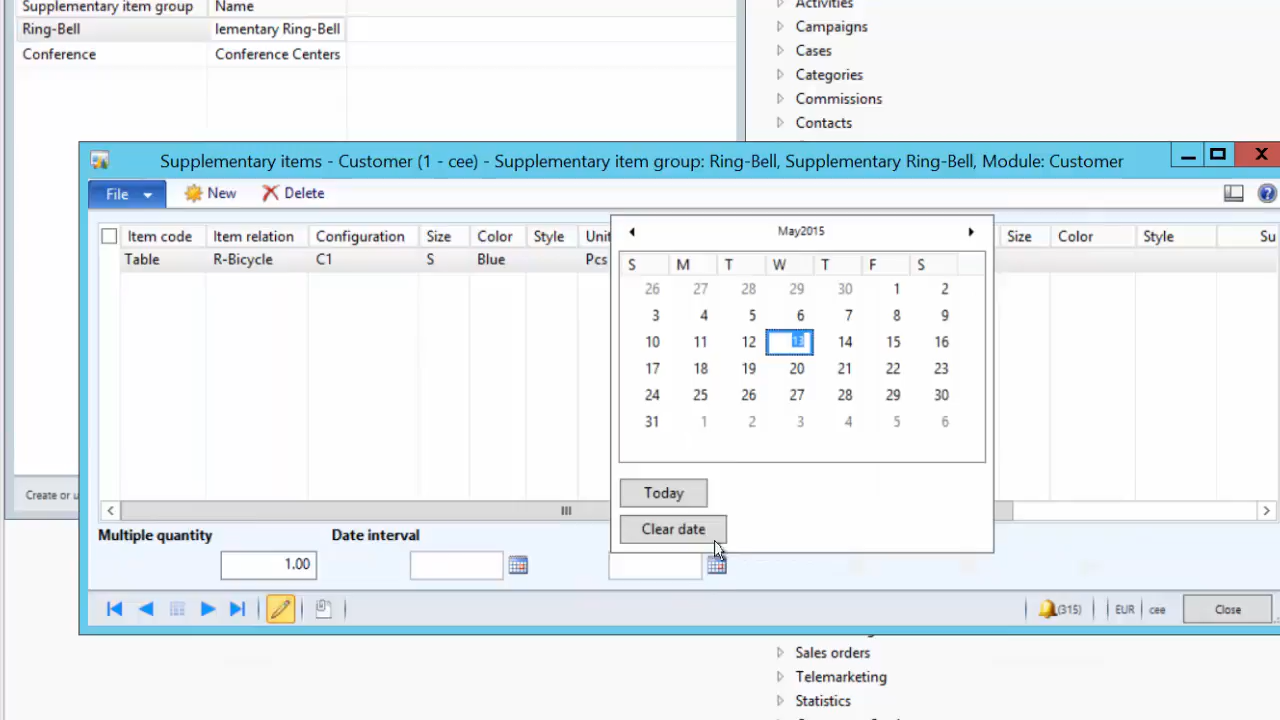 Supplementary item group Name
Ring-Bell lementary Ring-Bell
Conference Conference Centers
Activities
Campaigns
Cases
Categories
Commissions
Contacts
Supplementary items - Customer (1 - cee) - Supplementary item group: Ring-Bell, Supplementary Ring-Bell, Module: Customer
File New Delete
Item code Item relation Configuration Size Color Style Unit Size Color Style Su
Table R-Bicycle C1 S Blue Pcs
May2015
S M T W T F S
26 27 28 29 30 1 2
3 4 5 6 7 8 9
10 11 12 13 14 15 16
17 18 19 20 21 22 23
24 25 26 27 28 29 30
31 1 2 3 4 5 6
Today
Clear date
Create or u
Multiple quantity Date interval
1.00
(315) EUR cee Close
Sales orders
Telemarketing
Statistics